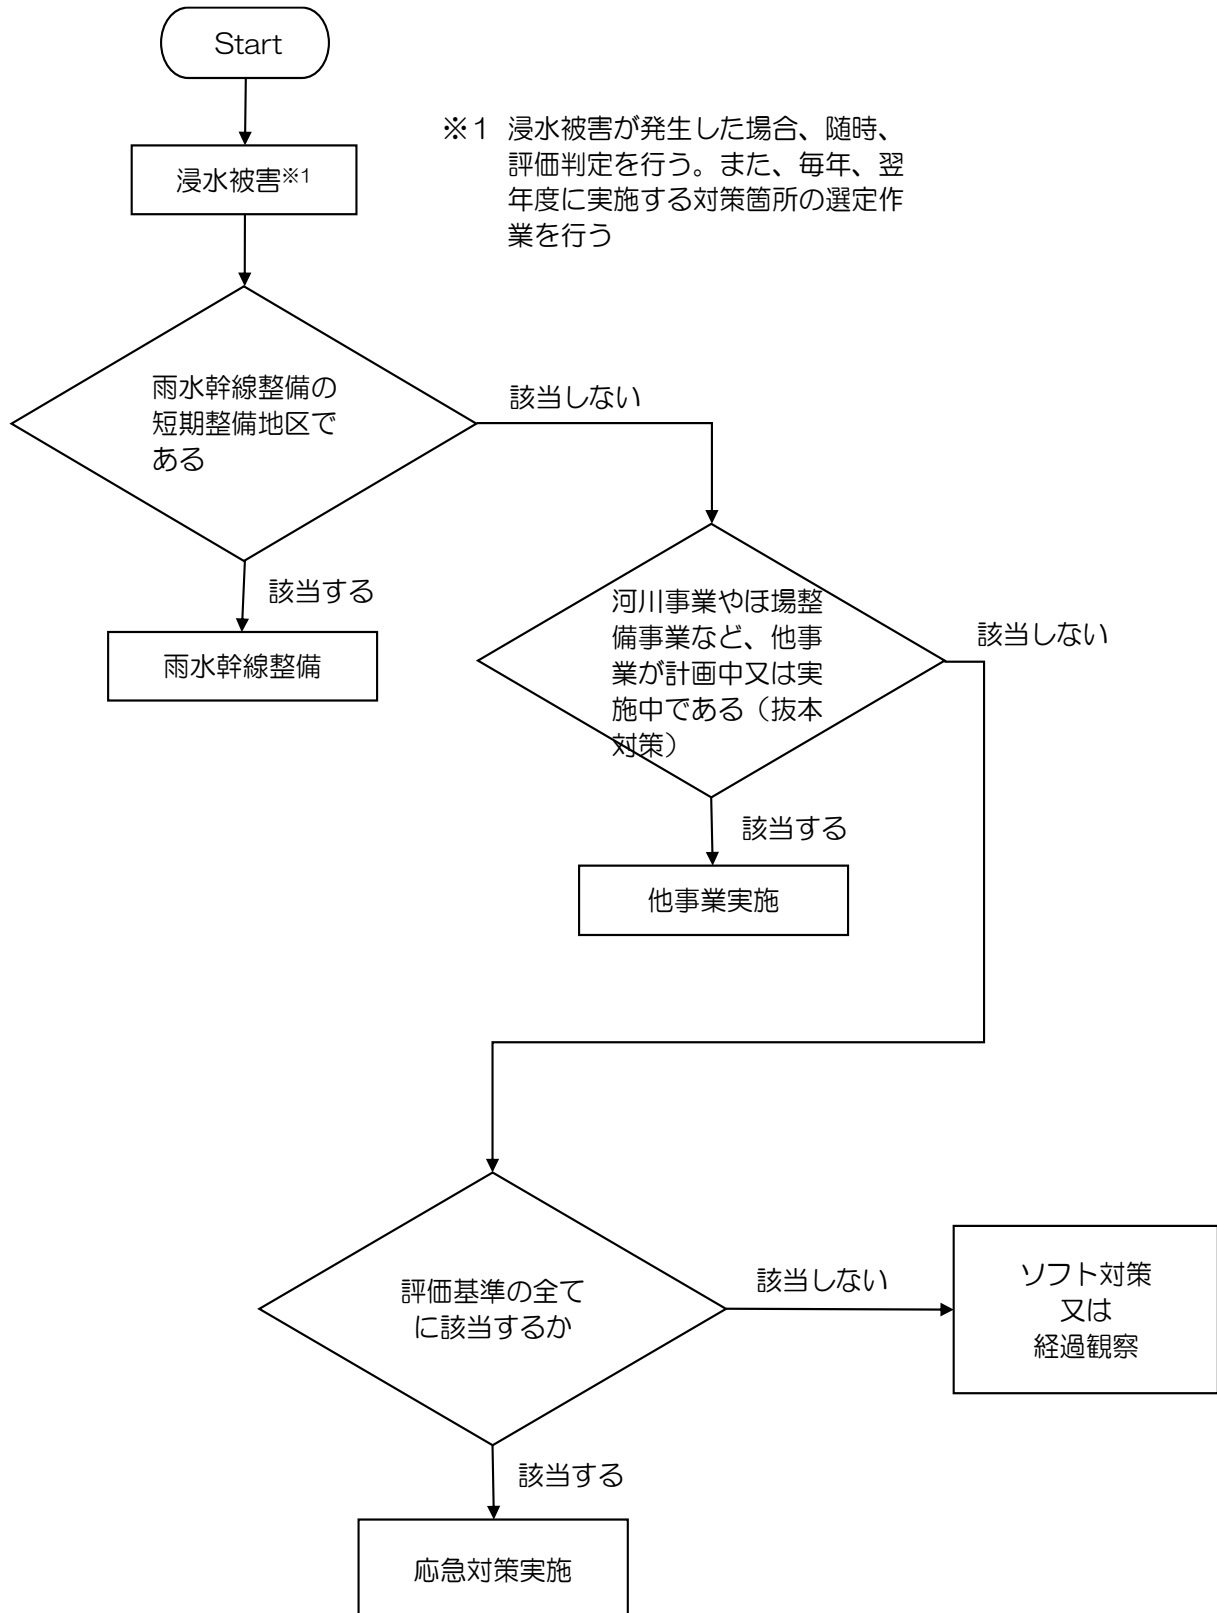 Start
浸水被害※1
※1 浸水被害が発生した場合、随時、
評価判定を行う。また、毎年、翌
年度に実施する対策箇所の選定作
業を行う
雨水幹線整備の
短期整備地区で
ある
該当しない
該当する
雨水幹線整備
河川事業やほ場整
備事業など、他事
業が計画中又は実
施中である（抜本
対策）
該当しない
該当する
他事業実施
評価基準の全て
に該当するか
該当しない
ソフト対策
又は
経過観察
該当する
応急対策実施